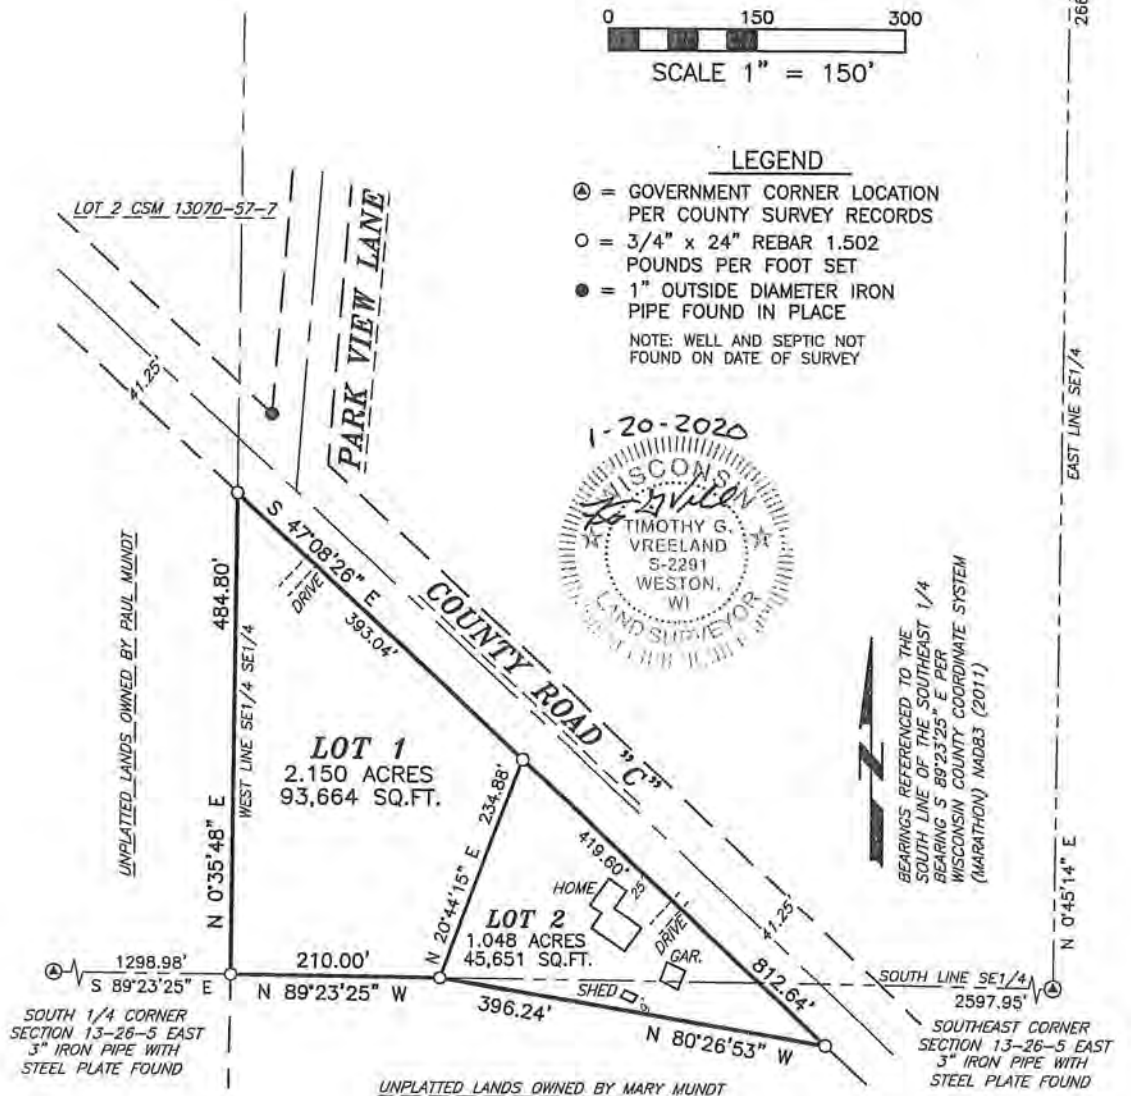 0 150 300
SCALE 1" = 150'
266
LEGEND
= GOVERNMENT CORNER LOCATION
PER COUNTY SURVEY RECORDS
= 3/4" x 24" REBAR 1.502
POUNDS PER FOOT SET
= 1" OUTSIDE DIAMETER IRON
PIPE FOUND IN PLACE
NOTE: WELL AND SEPTIC NOT
FOUND ON DATE OF SURVEY
LOT 2 CSM 13070-57-7
PARK VIEW LANE
41.25'
EAST LINE SE1/4
1-20-2020
WISCONSIN
TIMOTHY G.
VREELAND
S-2291
WESTON,
WI
LAND SURVEYOR
UNPLATTED LANDS OWNED BY PAUL MUNDT
484.80'
N 0°35'48" E
WEST LINE SE1/4 SE1/4
S 47°08'26" E
DRIVE
393.04'
COUNTY ROAD "C"
BEARINGS REFERENCED TO THE
SOUTH LINE OF THE SOUTHEAST 1/4
BEARING S 89°23'25" E PER
WISCONSIN COUNTY COORDINATE SYSTEM
(MARATHON) NAD83 (2011)
N 0°45'14" E
LOT 1
2.150 ACRES
93,664 SQ.FT.
234.88'
N 20°44'15" E
419.60'
HOME
25'
DRIVE
41.25'
LOT 2
1.048 ACRES
45,651 SQ.FT.
GAR.
SHED
9'
812.64'
1298.98'
S 89°23'25" E
210.00'
N 89°23'25" W
396.24'
N 80°26'53" W
SOUTH LINE SE1/4
2597.95'
SOUTH 1/4 CORNER
SECTION 13-26-5 EAST
3" IRON PIPE WITH
STEEL PLATE FOUND
SOUTHEAST CORNER
SECTION 13-26-5 EAST
3" IRON PIPE WITH
STEEL PLATE FOUND
UNPLATTED LANDS OWNED BY MARY MUNDT